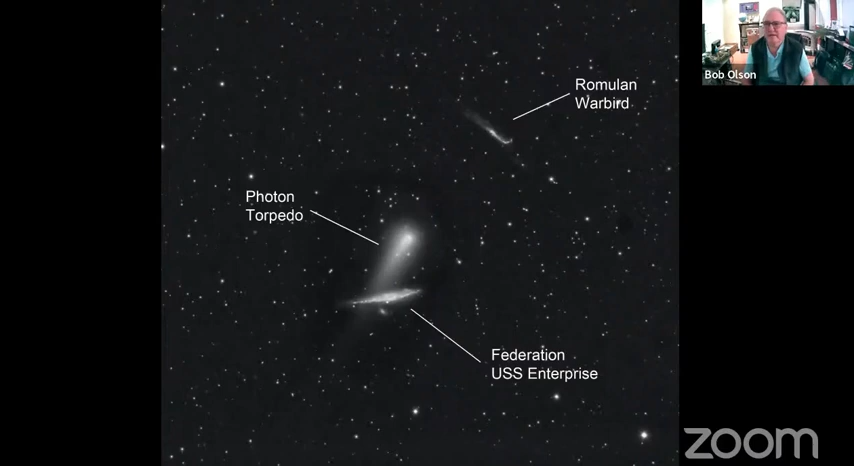 Bob Olson
Romulan
Warbird
Photon
Torpedo
Federation
USS Enterprise
zoom